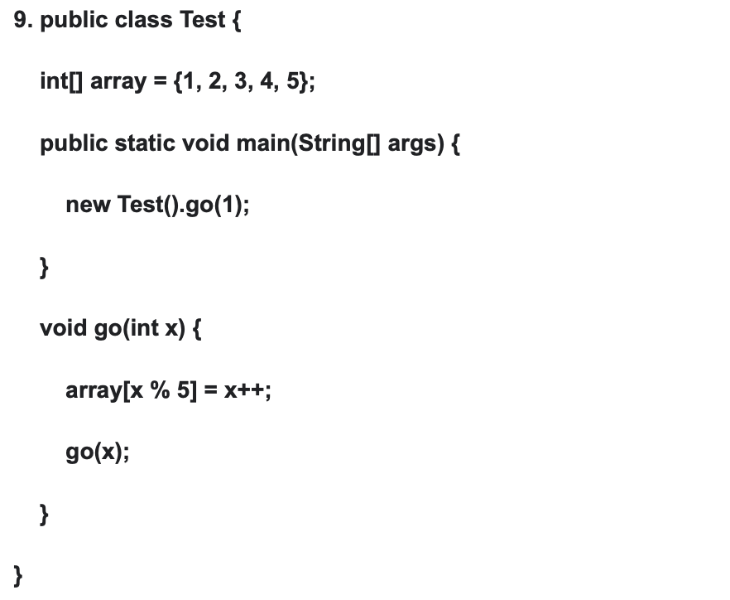 9. public class Test {
int[] array = {1, 2, 3, 4, 5};
public static void main(String[] args) {
new Test().go(1);
}
void go(int x) {
array[x % 5] = x++;
go(x);
}
}